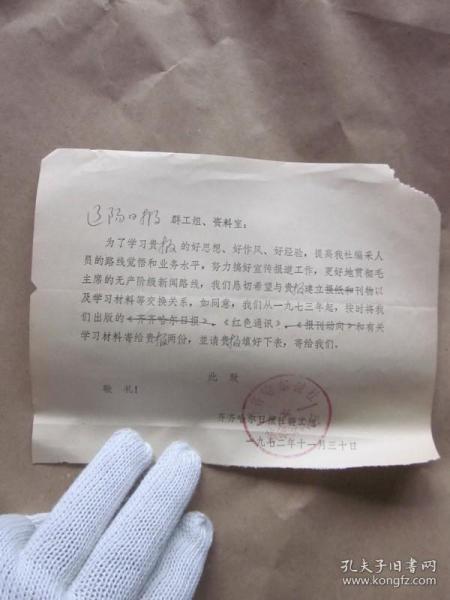 辽阳日报 群工组、资料室：
为了学习贵报的好思想、好作风、好经验，提高我社编采人
员的路线觉悟和业务水平，努力搞好宣传报道工作，更好地贯彻毛
主席的无产阶级新闻路线，我们恳切希望与贵报建立报纸和刊物以
及学习材料等交换关系，如同意，我们从一九七三年起，按时将我
们出版的《齐齐哈尔日报》、《红色通讯》、《报刊动向》和有关
学习材料寄给贵报两份，并请贵报填好下表，寄给我们。
此致
敬礼！
齐齐哈尔日报社
一九七二年十一月三十日
孔夫子旧书网
www.kongfz.com